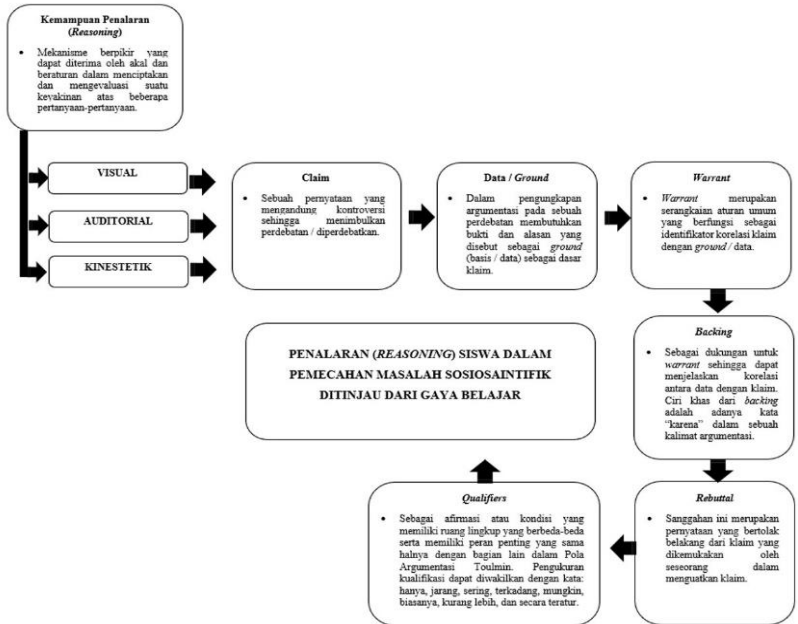 Kemampuan Penalaran
(Reasoning)
• Mekanisme berpikir yang
dapat diterima oleh akal dan
beraturan dalam menciptakan
dan mengevaluasi suatu
keyakinan atas beberapa
pertanyaan-pertanyaan.
VISUAL
AUDITORIAL
KINESTETIK
Claim
• Sebuah pernyataan yang
mengandung kontroversi
sehingga menimbulkan
perdebatan / diperdebatkan.
Data / Ground
• Dalam pengungkapan
argumentasi pada sebuah
perdebatan membutuhkan
bukti dan alasan yang
disebut sebagai ground
(basis / data) sebagai dasar
klaim.
Warrant
• Warrant merupakan
serangkaian aturan umum
yang berfungsi sebagai
identifikator korelasi klaim
dengan ground / data.
Backing
• Sebagai dukungan untuk
warrant sehingga dapat
menjelaskan korelasi
antara data dengan klaim.
Ciri khas dari backing
adalah adanya kata
“karena” dalam sebuah
kalimat argumentasi.
Rebuttal
• Sanggahan ini merupakan
pernyataan yang bertolak
belakang dari klaim yang
dikemukakan oleh
seseorang dalam
menguatkan klaim.
Qualifiers
• Sebagai afirmasi atau kondisi yang
memiliki ruang lingkup yang berbeda-beda
serta memiliki peran penting yang sama
halnya dengan bagian lain dalam Pola
Argumentasi Toulmin. Pengukuran
kualifikasi dapat diwakilkan dengan kata:
hanya, jarang, sering, terkadang, mungkin,
biasanya, kurang lebih, dan secara teratur.
PENALARAN (REASONING) SISWA DALAM
PEMECAHAN MASALAH SOSIOSAINTIFIK
DITINJAU DARI GAYA BELAJAR